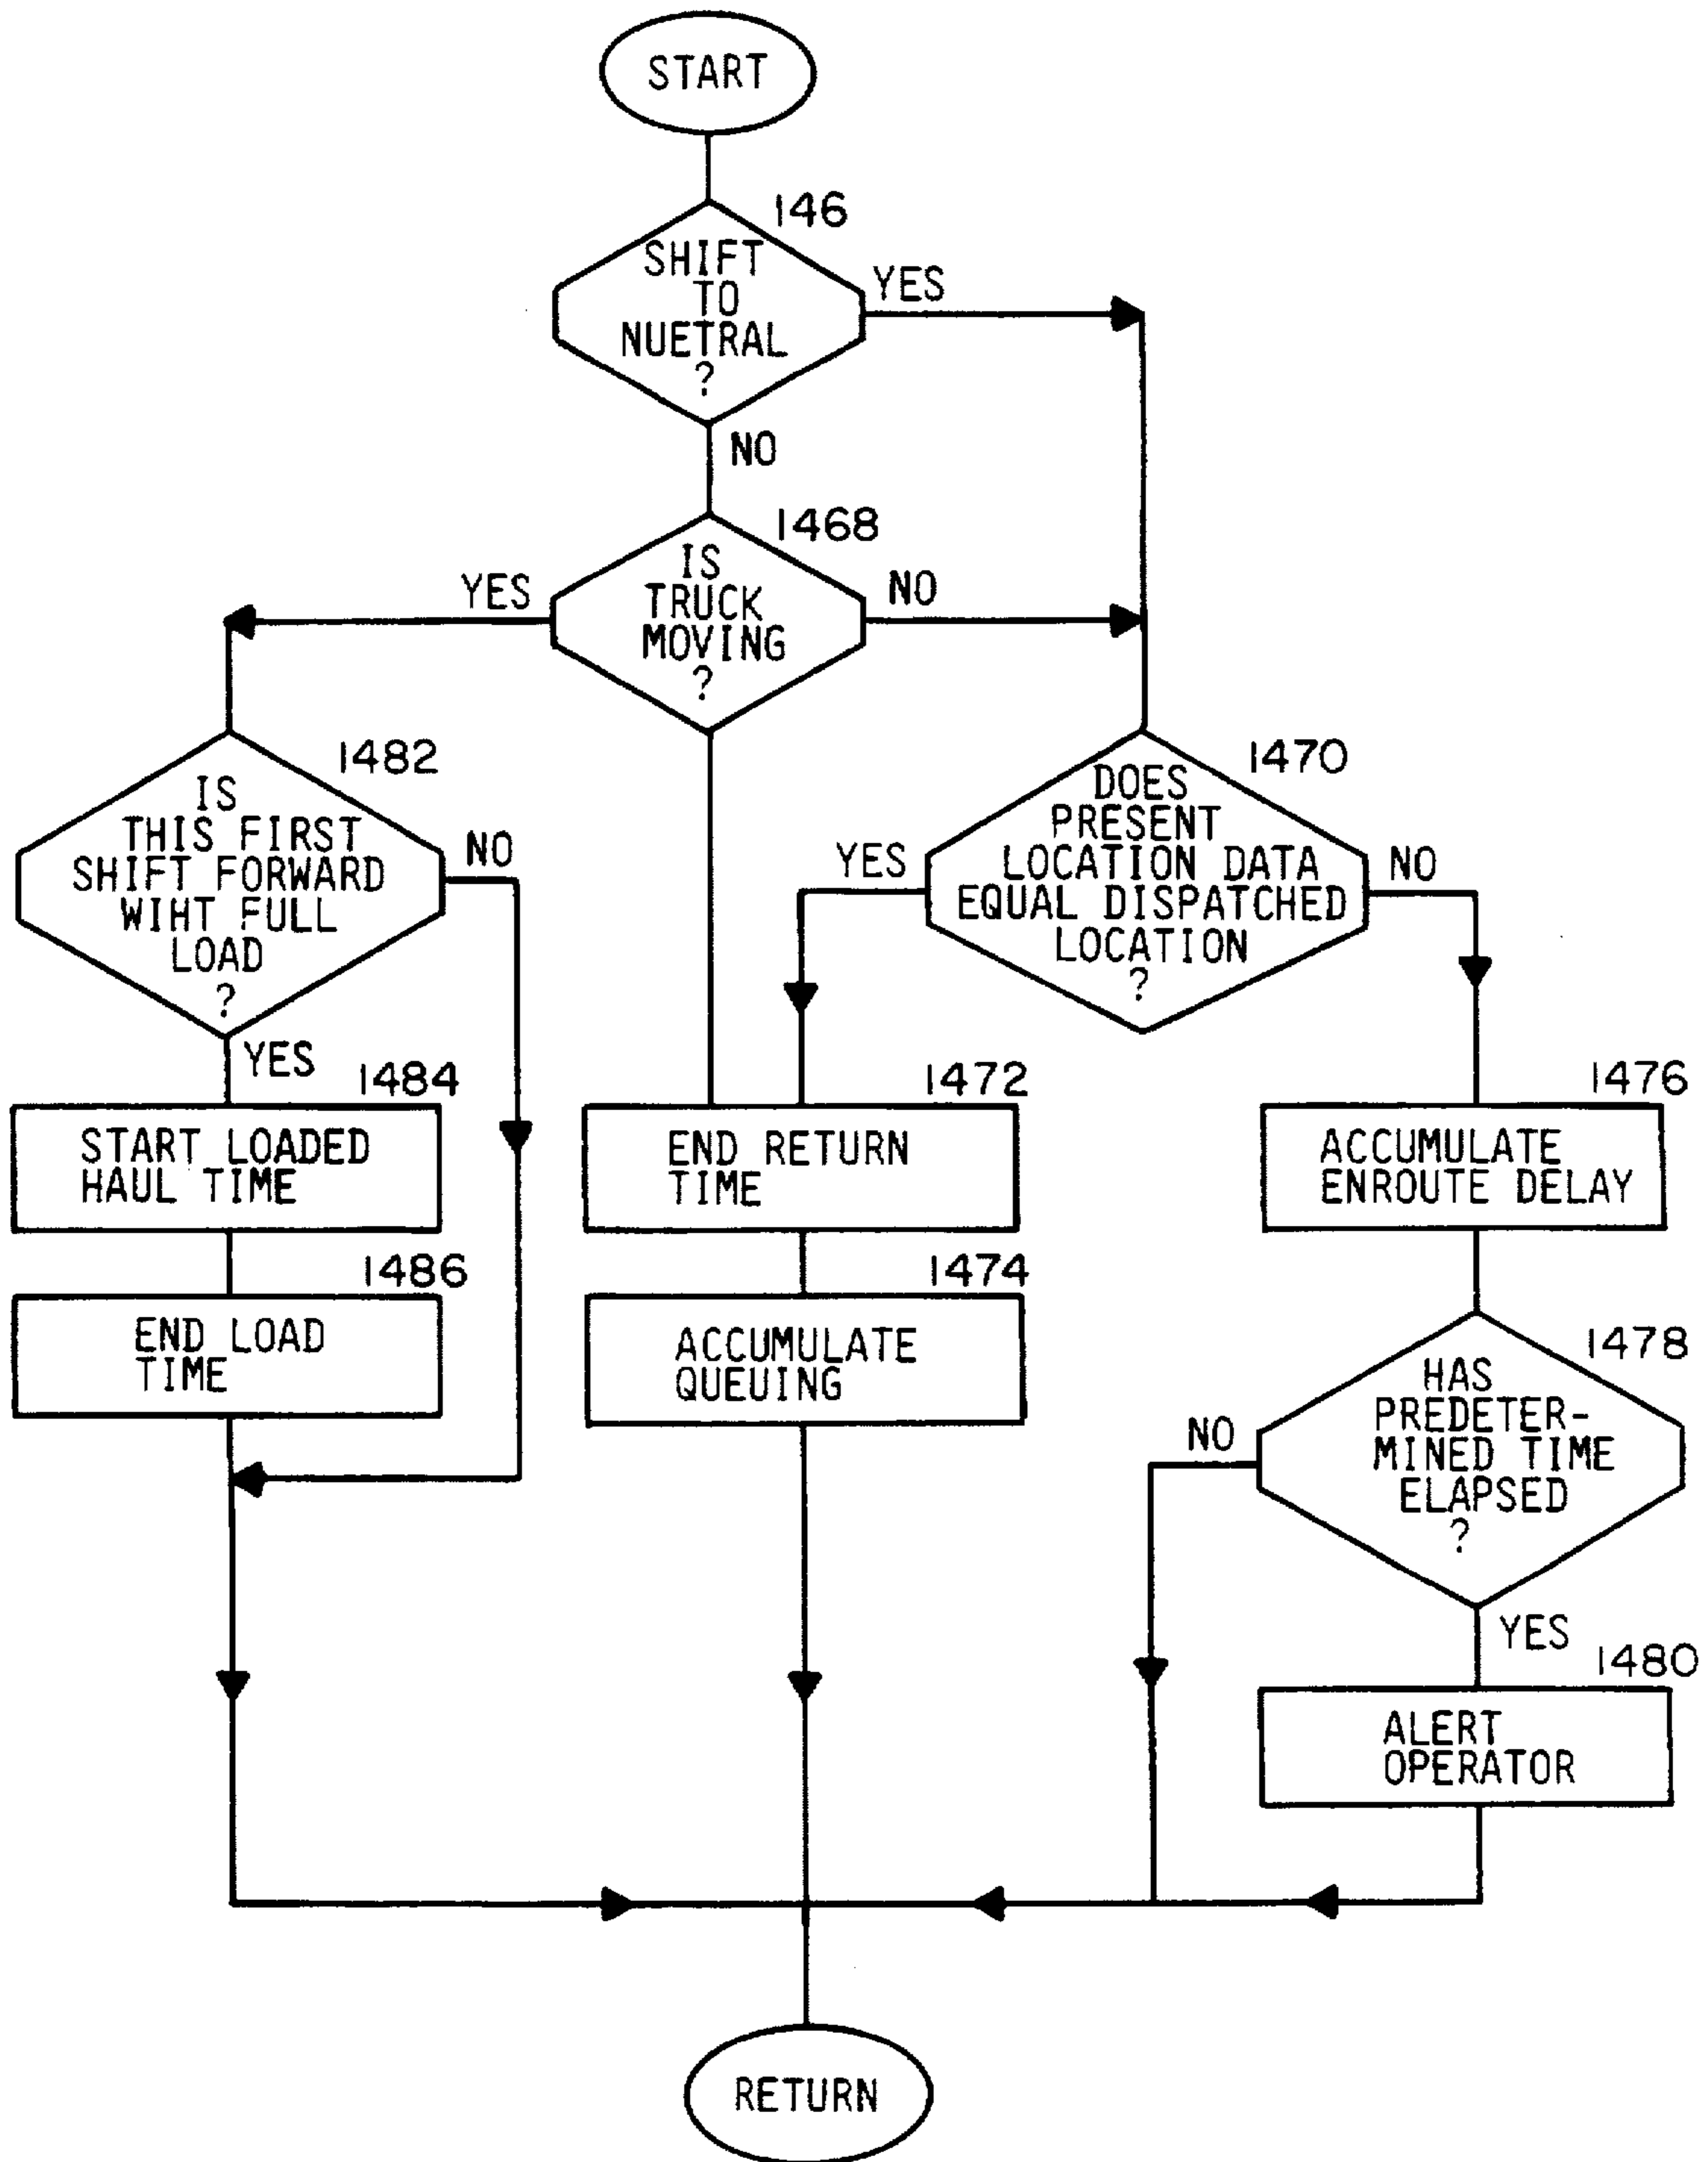 START
146
SHIFT
TO
NUETRAL
?
YES
NO
1468
IS
TRUCK
MOVING
?
YES
NO
1482
IS
THIS FIRST
SHIFT FORWARD
WIHT FULL
LOAD
?
NO
YES
1470
DOES
PRESENT
LOCATION DATA
EQUAL DISPATCHED
LOCATION
?
YES
NO
1484
START LOADED
HAUL TIME
1472
END RETURN
TIME
1476
ACCUMULATE
ENROUTE DELAY
1486
END LOAD
TIME
1474
ACCUMULATE
QUEUING
1478
HAS
PREDETER-
MINED TIME
ELAPSED
?
NO
YES
1480
ALERT
OPERATOR
RETURN